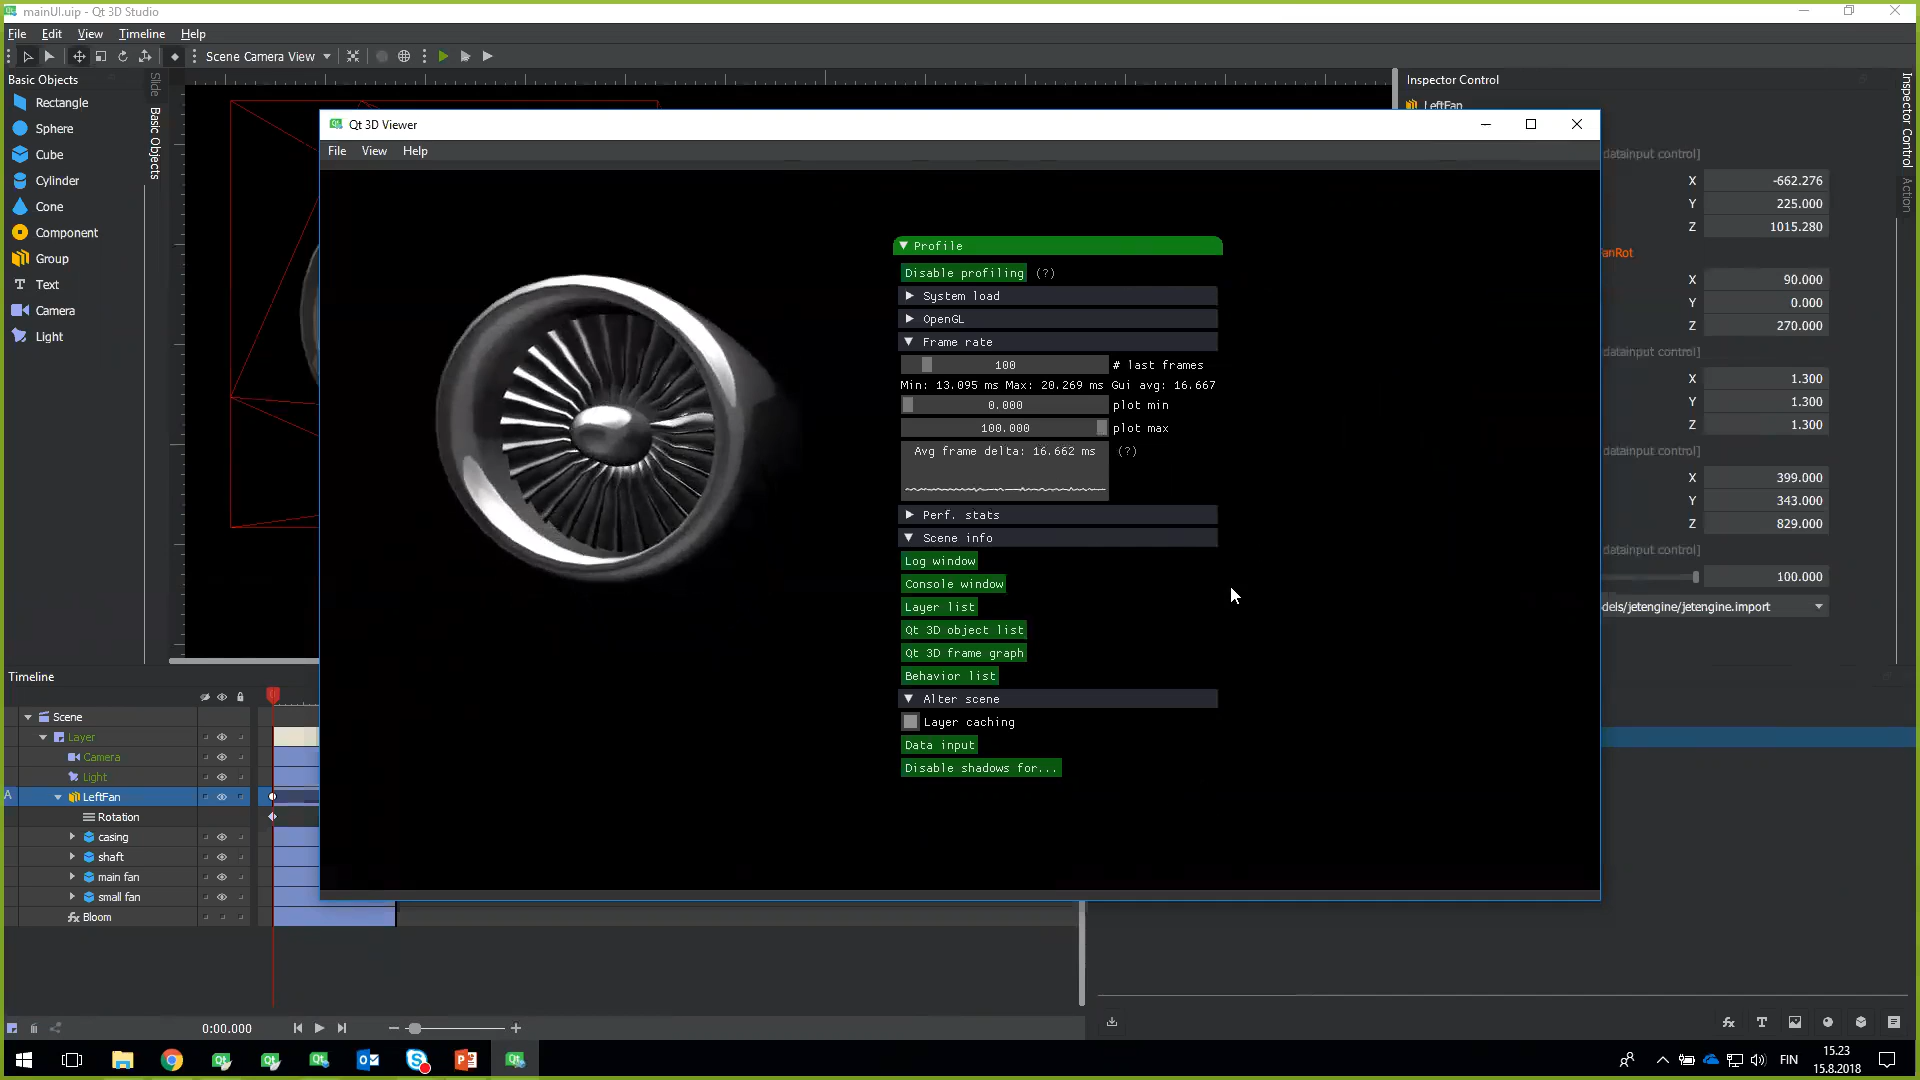 mainUI.uip - Qt 3D Studio
File Edit View Timeline Help
Scene Camera View
Basic Objects
Rectangle
Sphere
Cube
Cylinder
Cone
Component
Group
Text
Camera
Light
Slide
Basic Objects
Qt 3D Viewer
File View Help
Profile
Disable profiling (?)
System load
OpenGL
Frame rate
100 # last frames
Min: 13.095 ms Max: 20.269 ms Gui avg: 16.667
0.000 plot min
100.000 plot max
Avg frame delta: 16.662 ms (?)
Perf. stats
Scene info
Log window
Console window
Layer list
Qt 3D object list
Qt 3D frame graph
Behavior list
Alter scene
Layer caching
Data input
Disable shadows for...
Inspector Control
LeftFan
datainput control]
X -662.276
Y 225.000
Z 1015.280
anRot
X 90.000
Y 0.000
Z 270.000
datainput control]
X 1.300
Y 1.300
Z 1.300
datainput control]
X 399.000
Y 343.000
Z 829.000
datainput control]
100.000
dels/jetengine/jetengine.import
Inspector Control
Action
Timeline
Scene
Layer
Camera
Light
A LeftFan
Rotation
casing
shaft
main fan
small fan
fx Bloom
0:00.000
fx T
FIN
15.23
15.8.2018